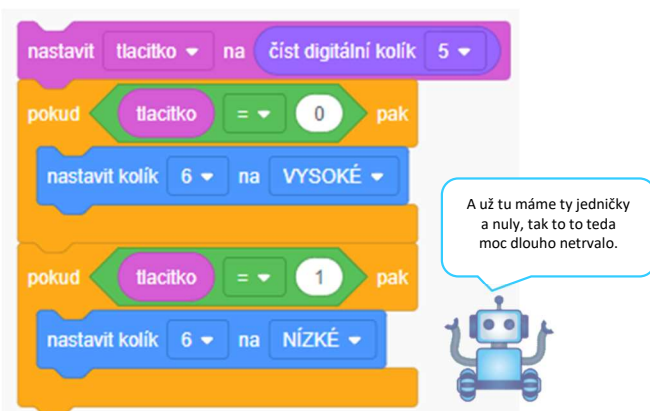 nastavit tlacitko na číst digitální kolík 5
pokud tlacitko = 0 pak
nastavit kolík 6 na VYSOKÉ
A už tu máme ty jedničky
a nuly, tak to to teda
moc dlouho netrvalo.
pokud tlacitko = 1 pak
nastavit kolík 6 na NÍZKÉ